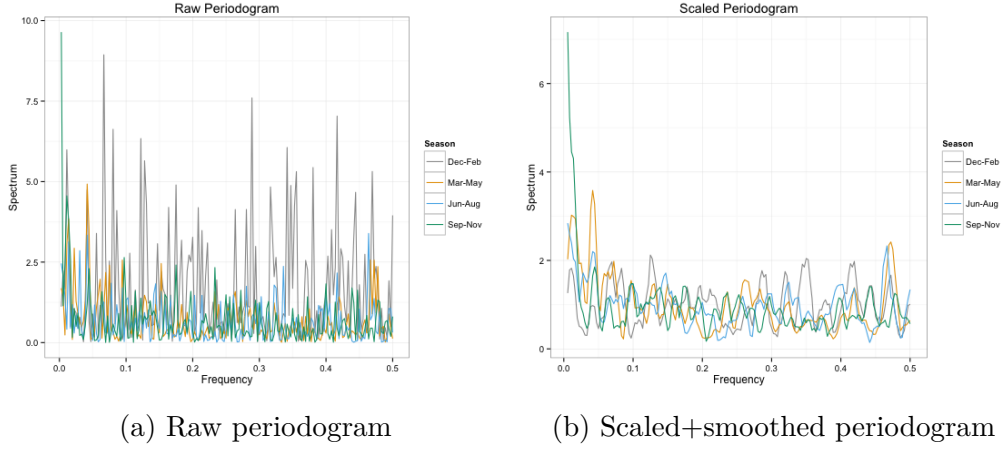 Raw Periodogram
10.0
7.5
5.0
2.5
0.0
Spectrum
0.0
0.1
0.2
0.3
0.4
0.5
Frequency
Season
Dec-Feb
Mar-May
Jun-Aug
Sep-Nov
(a) Raw periodogram
Scaled Periodogram
6
4
2
0
Spectrum
0.0
0.1
0.2
0.3
0.4
0.5
Frequency
Season
Dec-Feb
Mar-May
Jun-Aug
Sep-Nov
(b) Scaled+smoothed periodogram